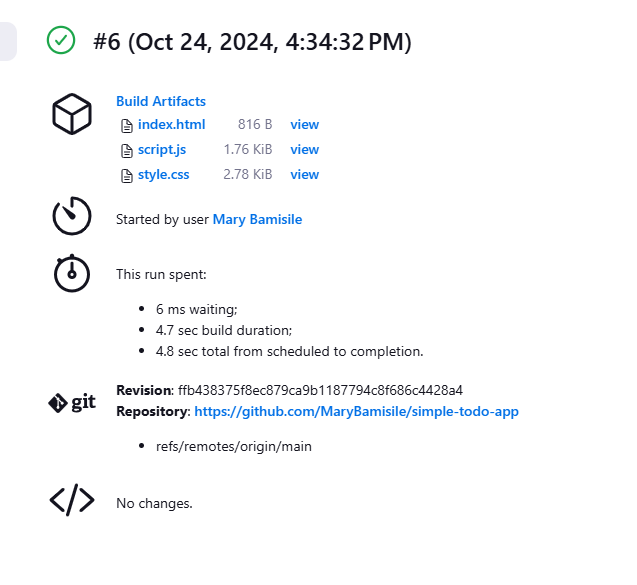 #6 (Oct 24, 2024, 4:34:32 PM)
Build Artifacts
index.html 816 B view
script.js 1.76 KiB view
style.css 2.78 KiB view
Started by user Mary Bamisile
This run spent:
• 6 ms waiting;
• 4.7 sec build duration;
• 4.8 sec total from scheduled to completion.
git
Revision: ffb438375f8ec879ca9b1187794c8f686c4428a4
Repository: https://github.com/MaryBamisile/simple-todo-app
• refs/remotes/origin/main
</> No changes.